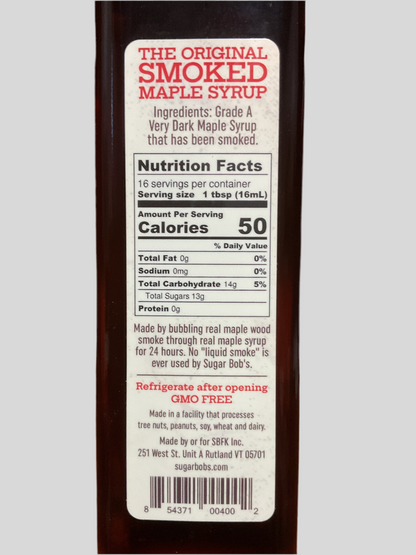 THE ORIGINAL
SMOKED
MAPLE SYRUP
Ingredients: Grade A
Very Dark Maple Syrup
that has been smoked.
Nutrition Facts
16 servings per container
Serving size 1 tbsp (16mL)
Amount Per Serving
Calories 50
% Daily Value
Total Fat 0g 0%
Sodium 0mg 0%
Total Carbohydrate 14g 5%
Total Sugars 13g
Protein 0g
Made by bubbling real maple wood
smoke through real maple syrup
for 24 hours. No "liquid smoke" is
ever used by Sugar Bob's.
Refrigerate after opening
GMO FREE
Made in a facility that processes
tree nuts, peanuts, soy, wheat and dairy.
Made by or for SBFK Inc.
251 West St. Unit A Rutland VT 05701
sugarbobs.com
8 54371 00400 2